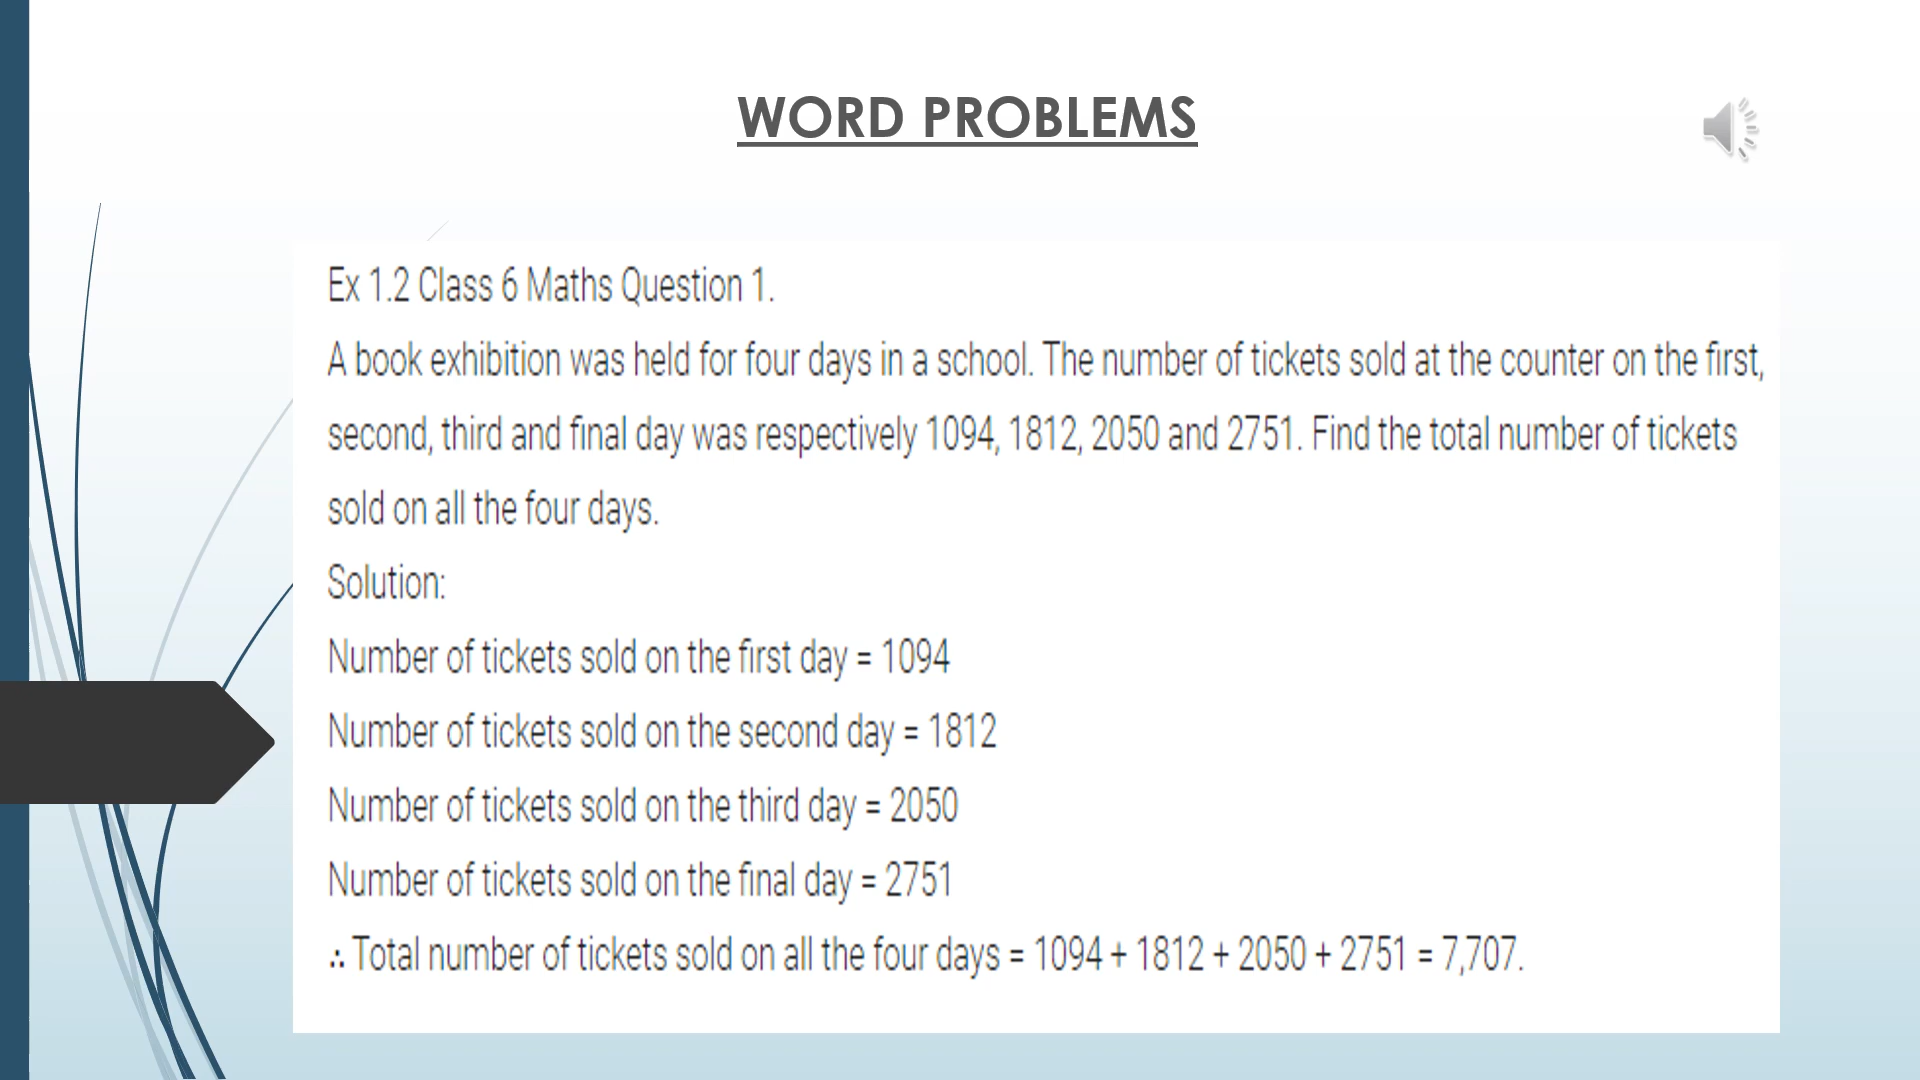 WORD PROBLEMS
Ex 1.2 Class 6 Maths Question 1.
A book exhibition was held for four days in a school. The number of tickets sold at the counter on the first,
second, third and final day was respectively 1094, 1812, 2050 and 2751. Find the total number of tickets
sold on all the four days.
Solution:
Number of tickets sold on the first day = 1094
Number of tickets sold on the second day = 1812
Number of tickets sold on the third day = 2050
Number of tickets sold on the final day = 2751
∴ Total number of tickets sold on all the four days = 1094 + 1812 + 2050 + 2751 = 7,707.